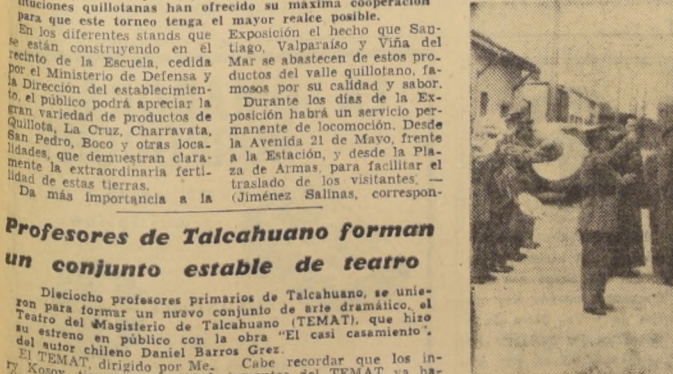 tuciones quillotanas han ofrecido su máxima cooperación
para que este torneo tenga el mayor realce posible.
En los diferentes stands que
se están construyendo en el
recinto de la Escuela, cedida
por el Ministerio de Defensa y
la Dirección del establecimien-
to, el público podrá apreciar la
gran variedad de productos de
Quillota, La Cruz, Charravata,
San Pedro, Boco y otras loca-
lidades, que demuestran clara-
mente la extraordinaria ferti-
lidad de estas tierras.
Da más importancia a la
Exposición el hecho que San-
tiago, Valparaíso y Viña del
Mar se abastecen de estos pro-
ductos del valle quillotano, fa-
mosos por su calidad y sabor.
Durante los días de la Ex-
posición habrá un servicio per-
manente de locomoción. Desde
la Avenida 21 de Mayo, frente
a la Estación, y desde la Pla-
za de Armas, para facilitar el
traslado de los visitantes. —
(Jiménez Salinas, correspon-
Profesores de Talcahuano forman
un conjunto estable de teatro
Dieciocho profesores primarios de Talcahuano, se unie-
ron para formar un nuevo conjunto de arte dramático, el
Teatro del Magisterio de Talcahuano (TEMAT), que hizo
su estreno en público con la obra "El casi casamiento",
del autor chileno Daniel Barros Grez.
El TEMAT, dirigido por Me-
ry Kosov
Cabe recordar que los in-
del TEMAT ya ha-